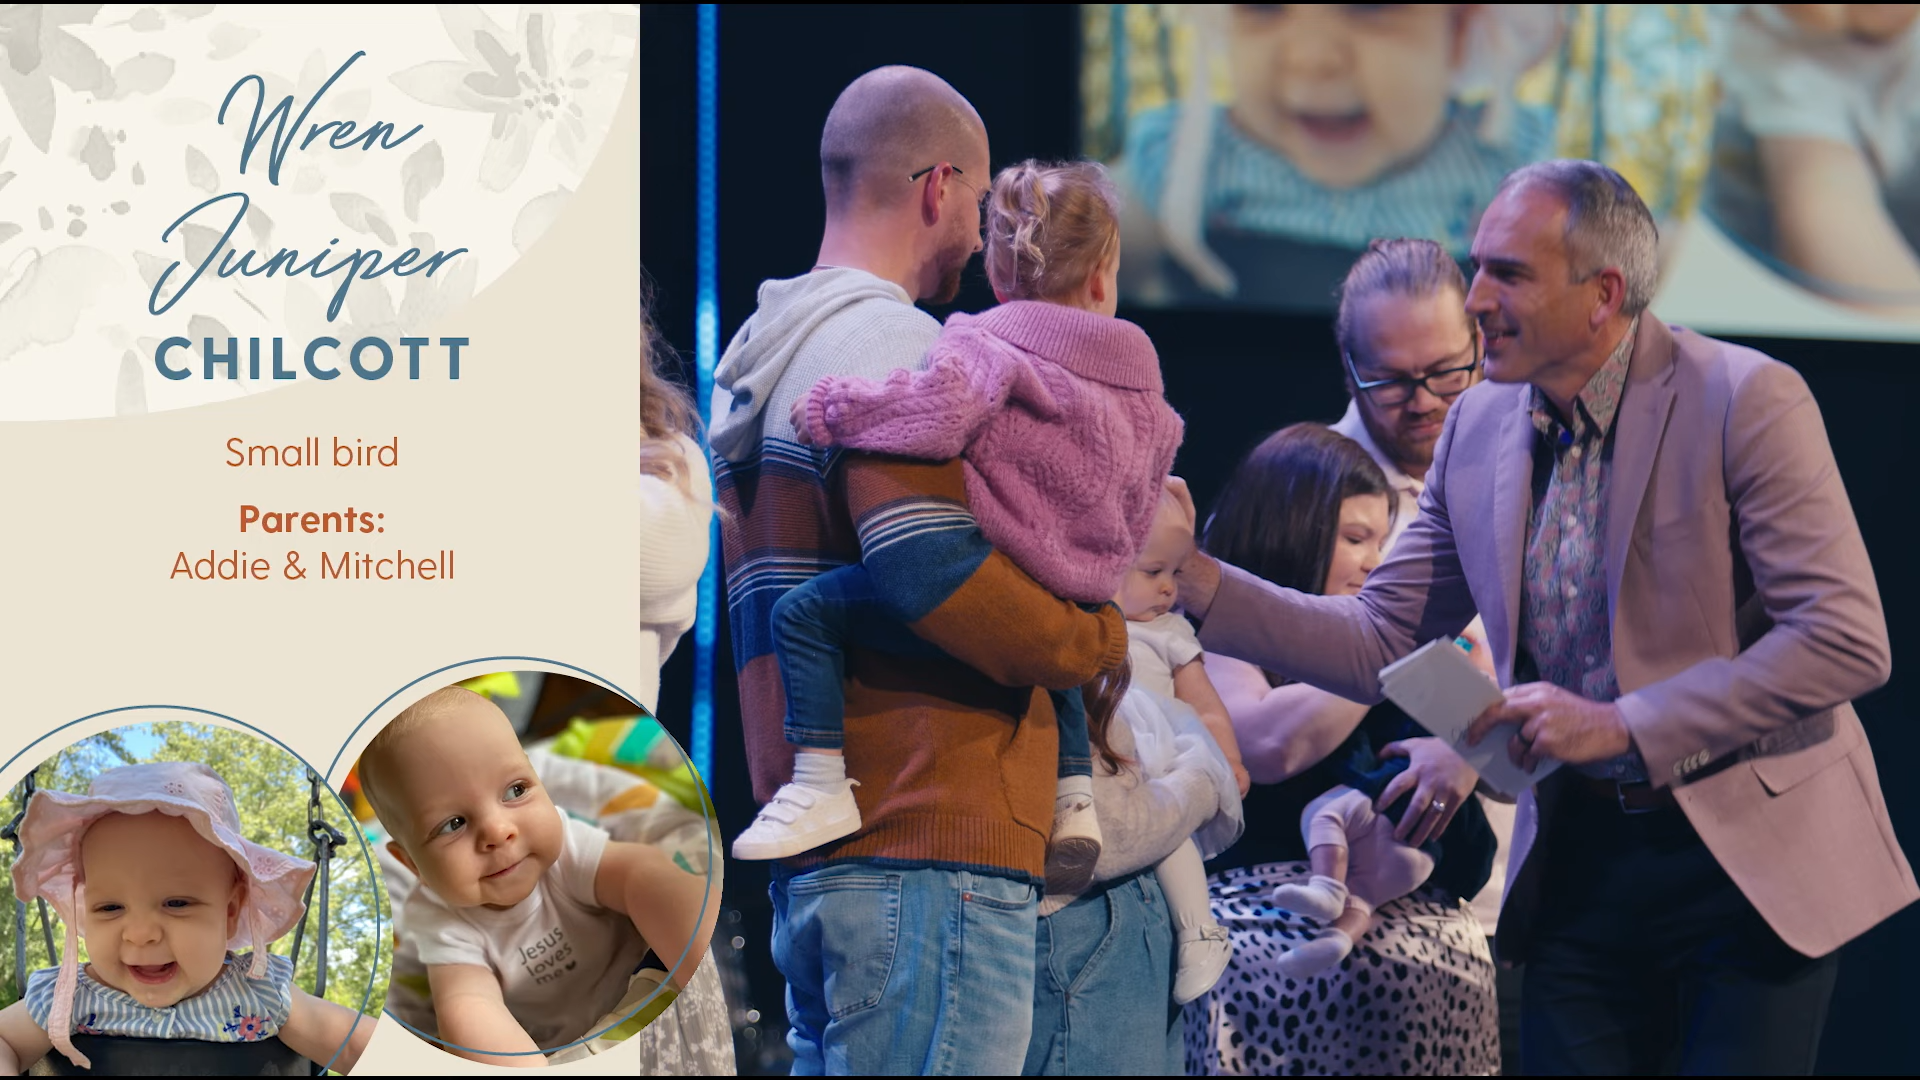 Wren
Juniper
CHILCOTT
Small bird
Parents:
Addie & Mitchell
Jesus
loves
me